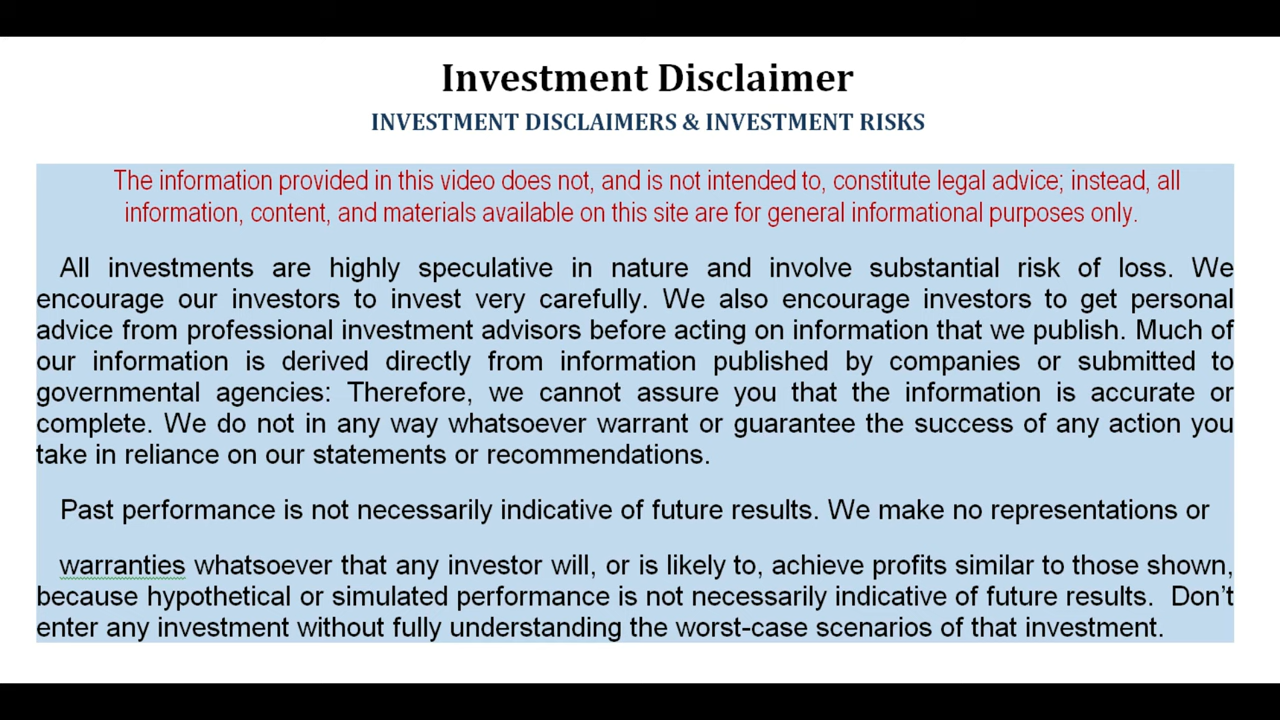 Investment Disclaimer
INVESTMENT DISCLAIMERS & INVESTMENT RISKS
The information provided in this video does not, and is not intended to, constitute legal advice; instead, all
information, content, and materials available on this site are for general informational purposes only.
All investments are highly speculative in nature and involve substantial risk of loss. We
encourage our investors to invest very carefully. We also encourage investors to get personal
advice from professional investment advisors before acting on information that we publish. Much of
our information is derived directly from information published by companies or submitted to
governmental agencies: Therefore, we cannot assure you that the information is accurate or
complete. We do not in any way whatsoever warrant or guarantee the success of any action you
take in reliance on our statements or recommendations.
Past performance is not necessarily indicative of future results. We make no representations or
warranties whatsoever that any investor will, or is likely to, achieve profits similar to those shown,
because hypothetical or simulated performance is not necessarily indicative of future results.  Don’t
enter any investment without fully understanding the worst-case scenarios of that investment.